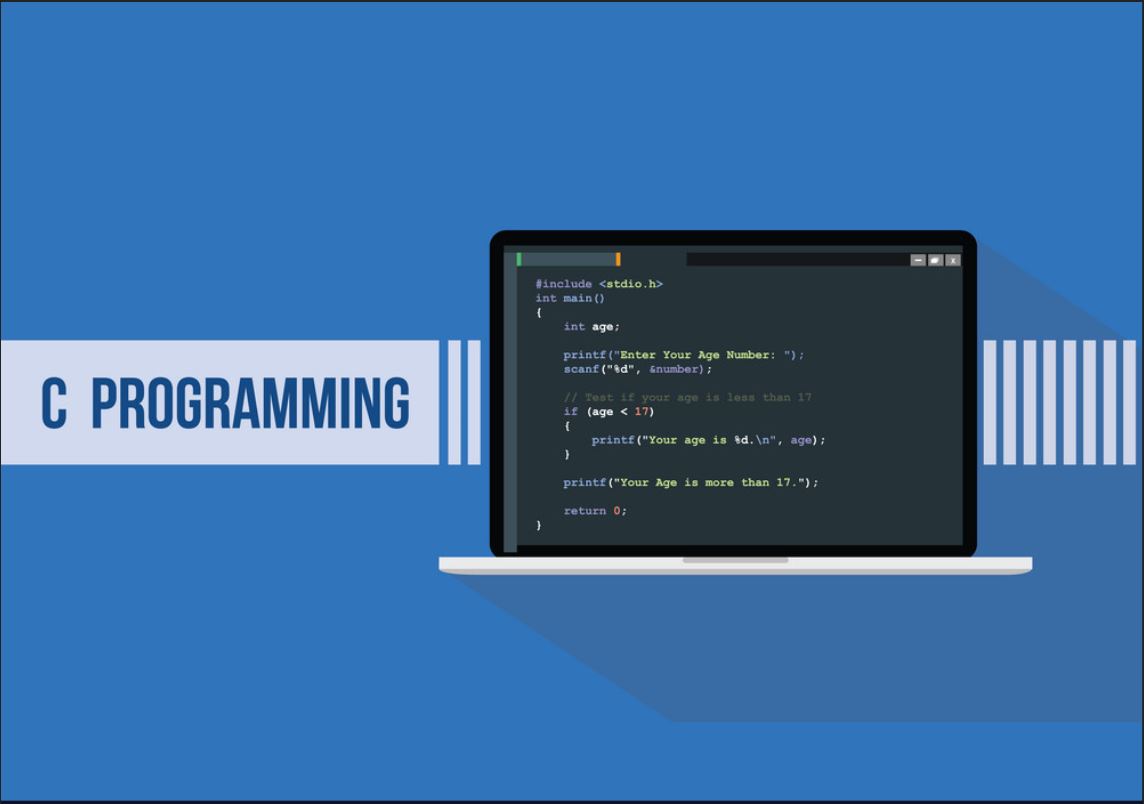 C PROGRAMMING
x
#include <stdio.h>
int main()
{
    int age;
    printf("Enter Your Age Number: ");
    scanf("%d", &number);
    // Test if your age is less than 17
    if (age < 17)
    {
        printf("Your age is %d.\n", age);
    }
    printf("Your Age is more than 17.");
    return 0;
}